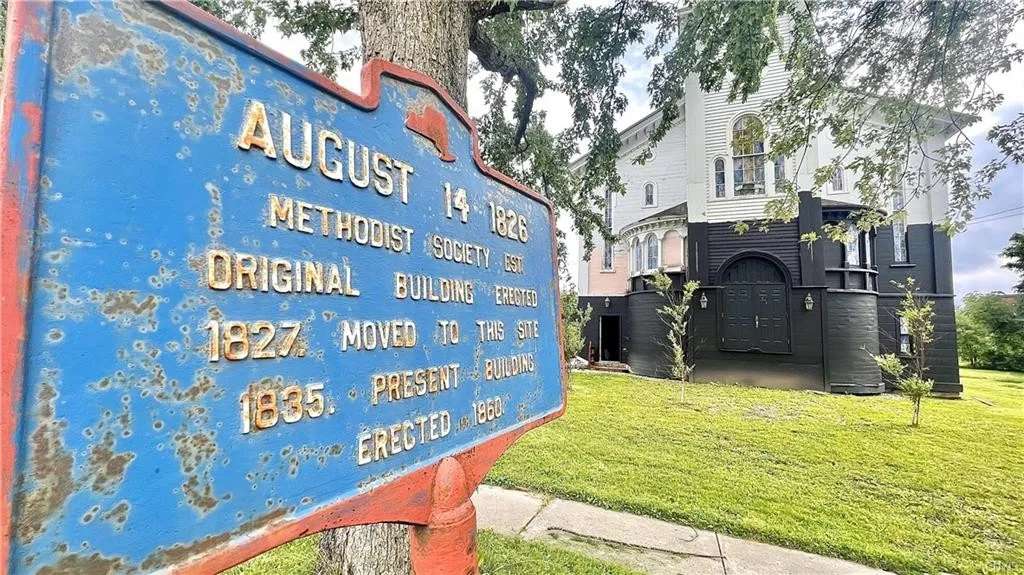 AUGUST 14 1826
METHODIST SOCIETY EST.
ORIGINAL BUILDING ERECTED
1827. MOVED TO THIS SITE
1835. PRESENT BUILDING
ERECTED IN 1860.